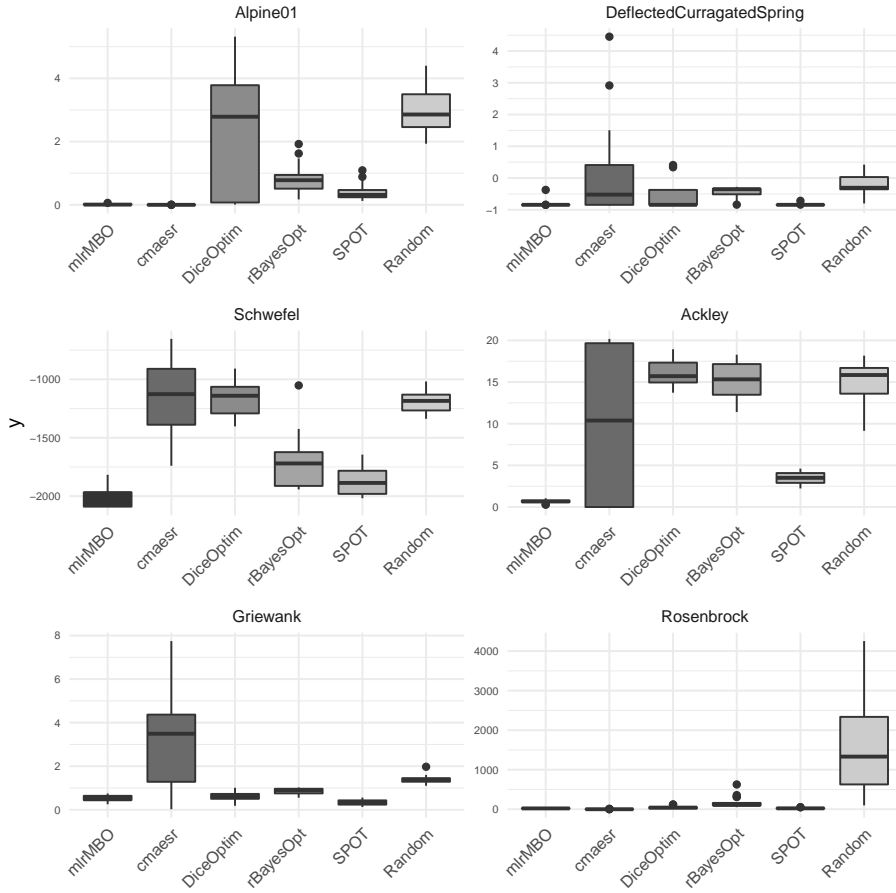 Alpine01
DeflectedCurragatedSpring
4
2
0
4
3
2
1
0
−1
mlrMBO
cmaesr
DiceOptim
rBayesOpt
SPOT
Random
mlrMBO
cmaesr
DiceOptim
rBayesOpt
SPOT
Random
Schwefel
Ackley
y
−1000
−1500
−2000
20
15
10
5
0
mlrMBO
cmaesr
DiceOptim
rBayesOpt
SPOT
Random
mlrMBO
cmaesr
DiceOptim
rBayesOpt
SPOT
Random
Griewank
Rosenbrock
8
6
4
2
0
4000
3000
2000
1000
0
mlrMBO
cmaesr
DiceOptim
rBayesOpt
SPOT
Random
mlrMBO
cmaesr
DiceOptim
rBayesOpt
SPOT
Random